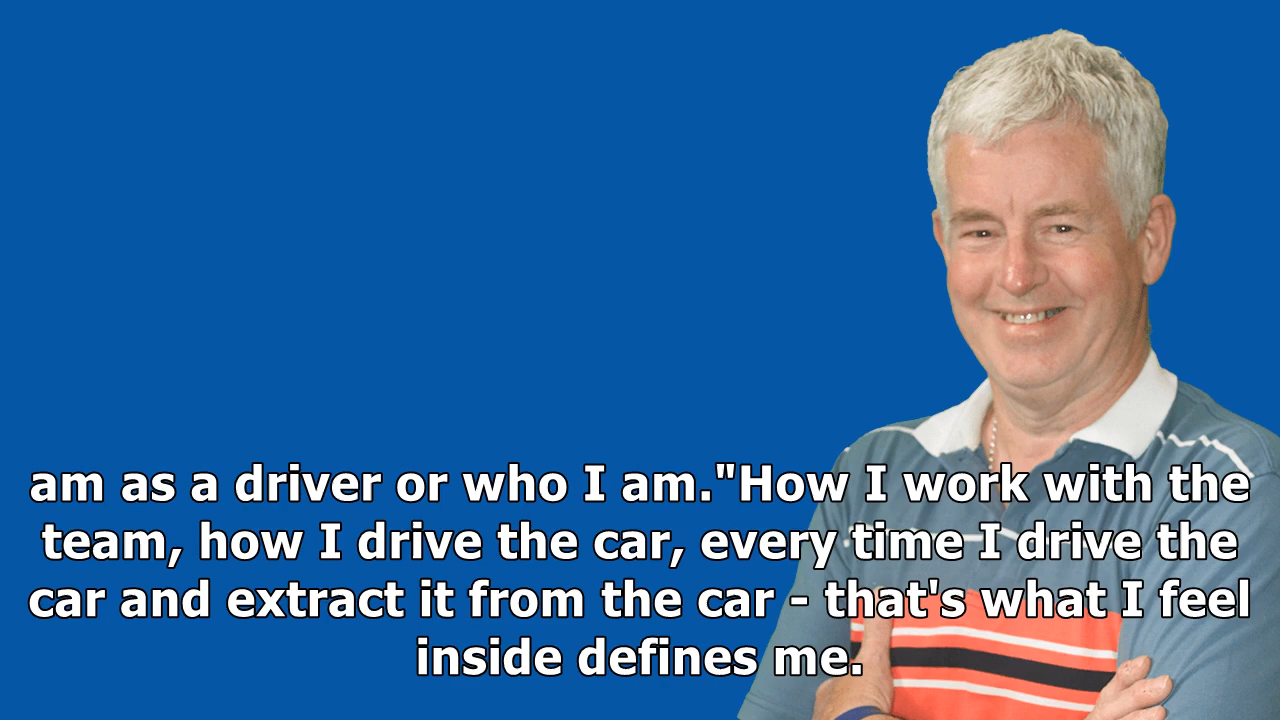 am as a driver or who I am."How I work with the
team, how I drive the car, every time I drive the
car and extract it from the car - that's what I feel
inside defines me.